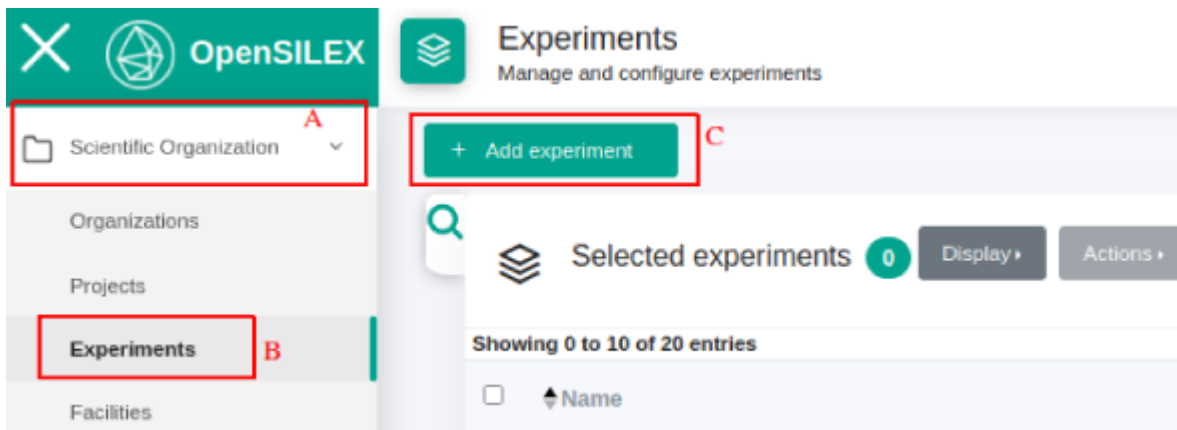 OpenSILEX
Experiments
Manage and configure experiments
A
Scientific Organization
+ Add experiment
C
Organizations
Projects
Experiments
B
Facilities
Selected experiments 0 Display Actions
Showing 0 to 10 of 20 entries
Name